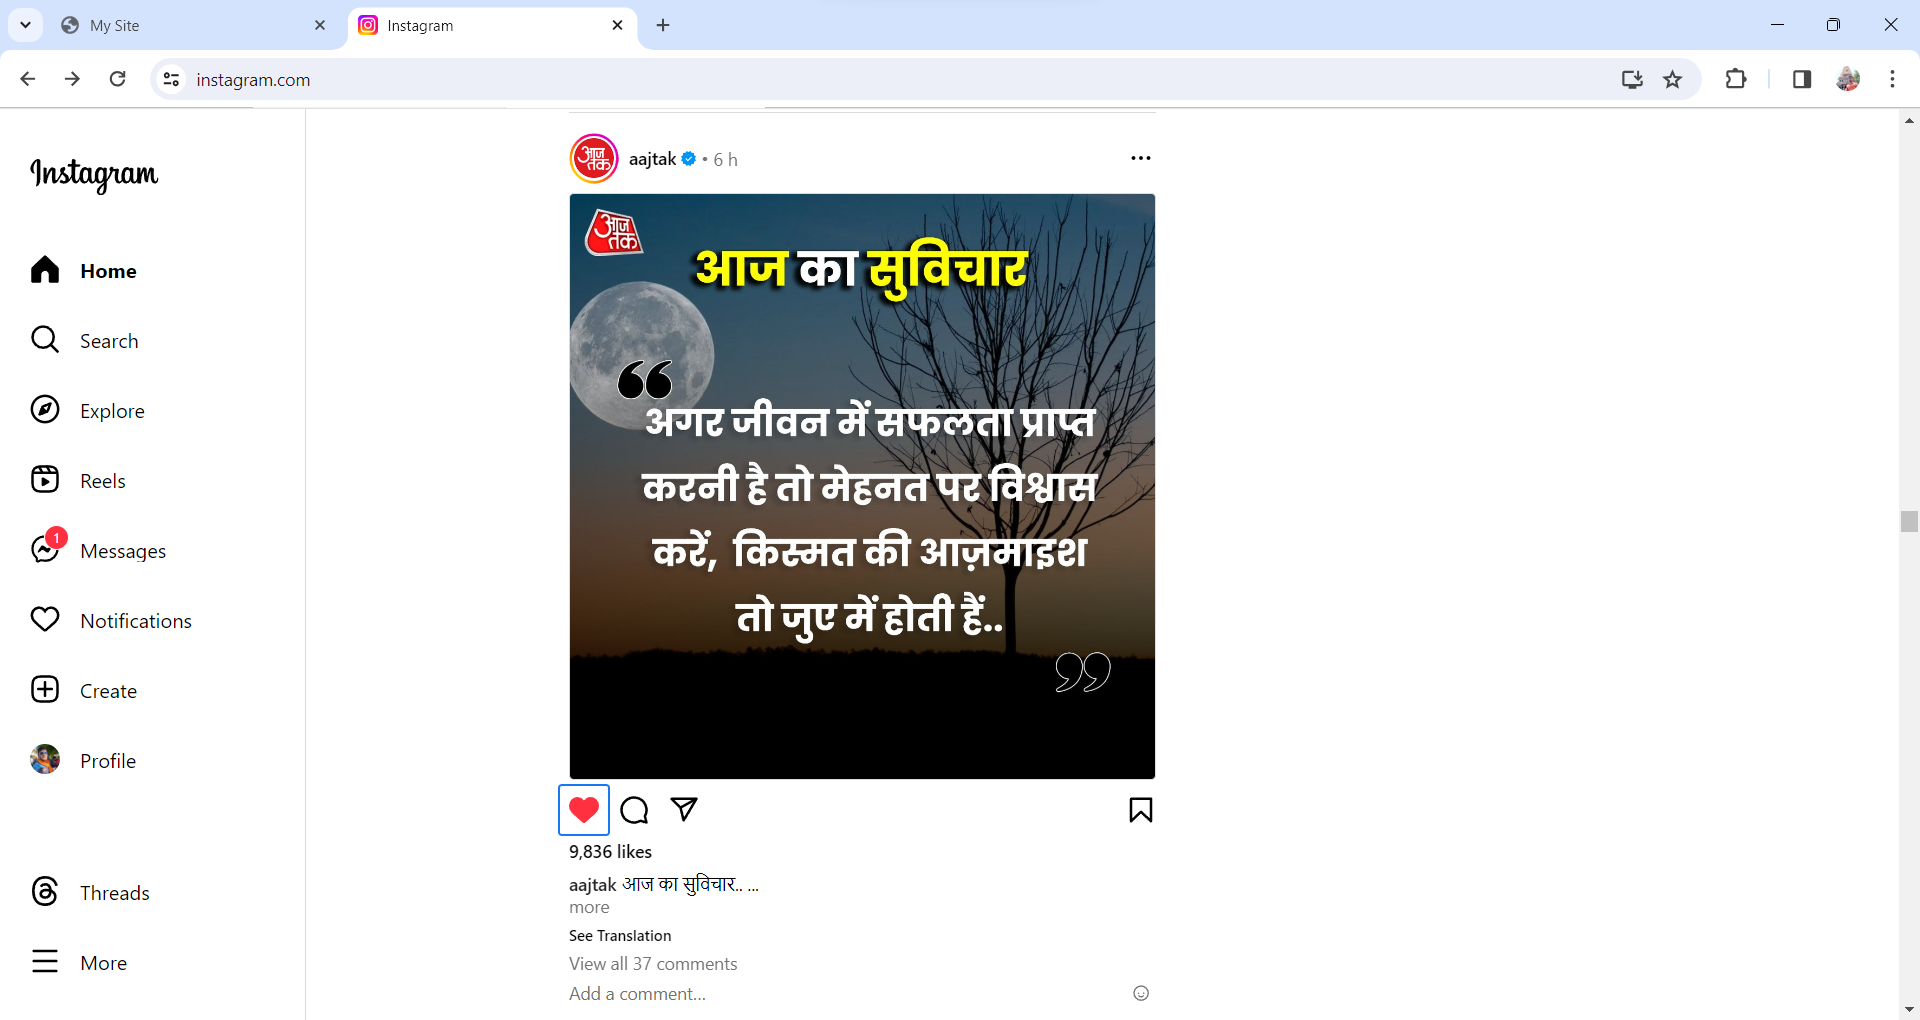 My Site
Instagram
instagram.com
Instagram
Home
Search
Explore
Reels
1
Messages
Notifications
Create
Profile
Threads
More
आज तक
aajtak • 6 h
आज तक
आज का सुविचार
“
अगर जीवन में सफलता प्राप्त
करनी है तो मेहनत पर विश्वास
करें, किस्मत की आज़माइश
तो जुए में होती हैं..
”
9,836 likes
aajtak आज का सुविचार.. ...
more
See Translation
View all 37 comments
Add a comment...